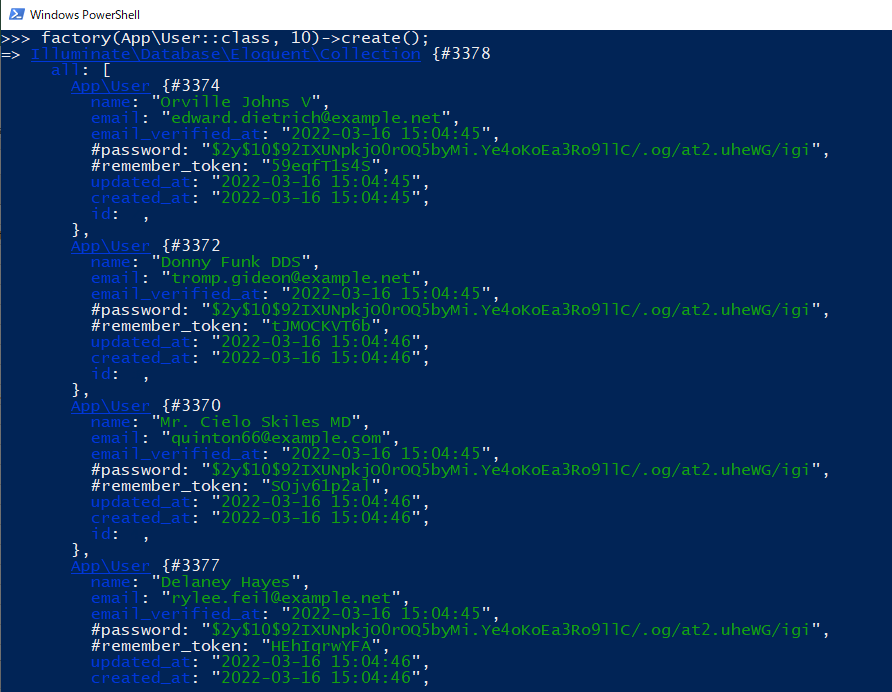 Windows PowerShell
>>> factory(App\User::class, 10)->create();
=> Illuminate\Database\Eloquent\Collection {#3378
all: [
App\User {#3374
name: "Orville Johns V",
email: "edward.dietrich@example.net",
email_verified_at: "2022-03-16 15:04:45",
#password: "$2y$10$92IXUNpkjO0rOQ5byMi.Ye4oKoEa3Ro9llC/.og/at2.uheWG/igi",
#remember_token: "59eqfT1s4S",
updated_at: "2022-03-16 15:04:45",
created_at: "2022-03-16 15:04:45",
id: ,
},
App\User {#3372
name: "Donny Funk DDS",
email: "tromp.gideon@example.net",
email_verified_at: "2022-03-16 15:04:45",
#password: "$2y$10$92IXUNpkjO0rOQ5byMi.Ye4oKoEa3Ro9llC/.og/at2.uheWG/igi",
#remember_token: "tJMOCKVT6b",
updated_at: "2022-03-16 15:04:46",
created_at: "2022-03-16 15:04:46",
id: ,
},
App\User {#3370
name: "Mr. Cielo Skiles MD",
email: "quinton66@example.com",
email_verified_at: "2022-03-16 15:04:45",
#password: "$2y$10$92IXUNpkjO0rOQ5byMi.Ye4oKoEa3Ro9llC/.og/at2.uheWG/igi",
#remember_token: "SOjv61p2al",
updated_at: "2022-03-16 15:04:46",
created_at: "2022-03-16 15:04:46",
id: ,
},
App\User {#3377
name: "Delaney Hayes",
email: "rylee.feil@example.net",
email_verified_at: "2022-03-16 15:04:45",
#password: "$2y$10$92IXUNpkjO0rOQ5byMi.Ye4oKoEa3Ro9llC/.og/at2.uheWG/igi",
#remember_token: "HEhIqrwYFA",
updated_at: "2022-03-16 15:04:46",
created_at: "2022-03-16 15:04:46",